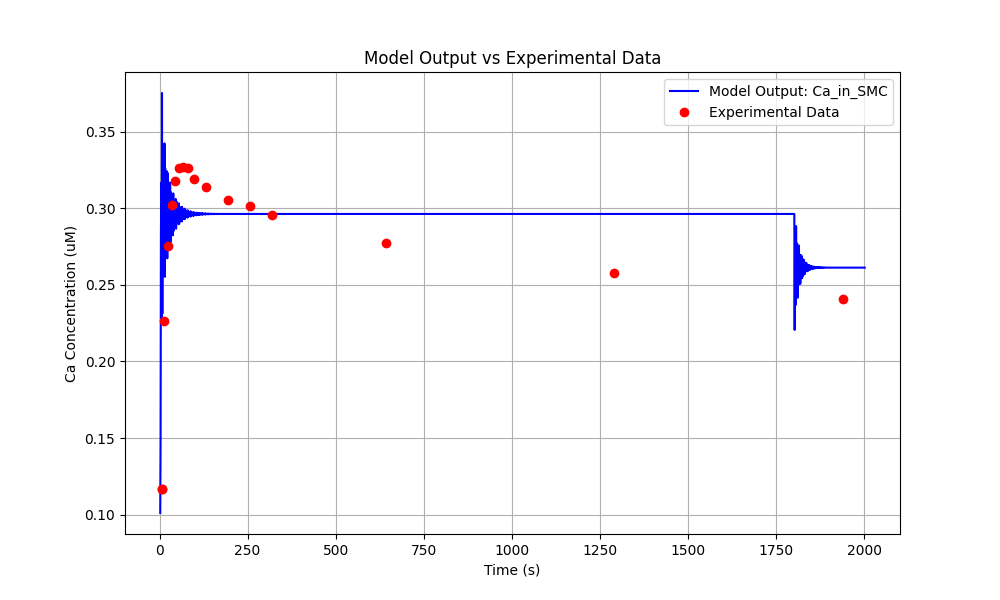 Model Output vs Experimental Data
Model Output: Ca_in_SMC
Experimental Data
Ca Concentration (uM)
0.35
0.30
0.25
0.20
0.15
0.10
0 250 500 750 1000 1250 1500 1750 2000
Time (s)